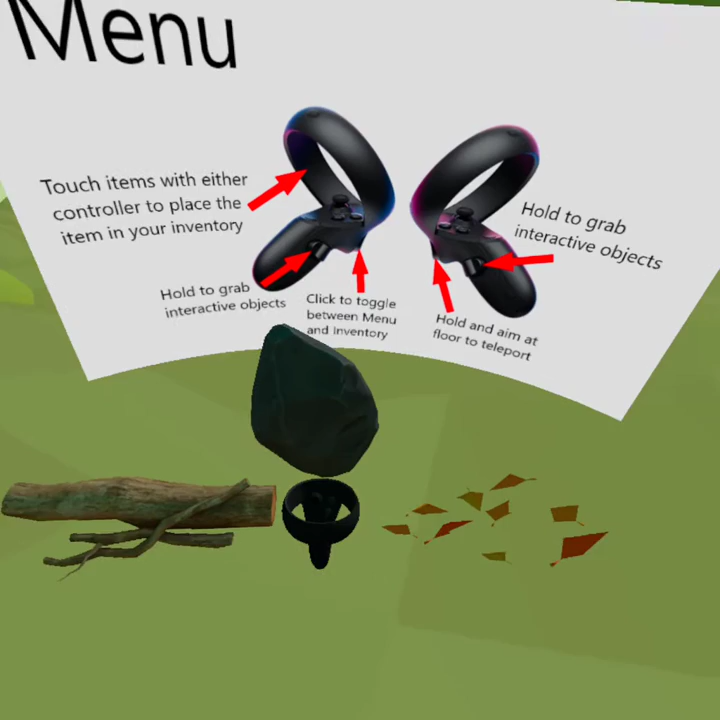 Menu
Touch items with either
controller to place the
item in your inventory
Hold to grab
interactive objects
Click to toggle
between Menu
and Inventory
Hold and aim at
floor to teleport
Hold to grab
interactive objects